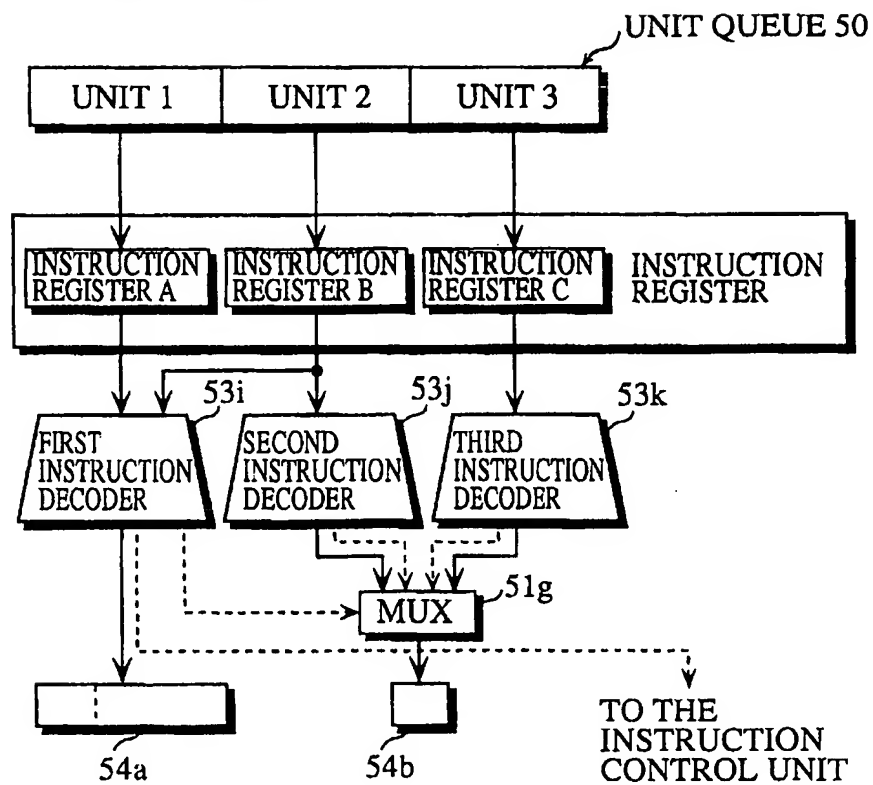 UNIT QUEUE 50
UNIT 1 UNIT 2 UNIT 3
INSTRUCTION REGISTER A
INSTRUCTION REGISTER B
INSTRUCTION REGISTER C
INSTRUCTION REGISTER
53i
53j
53k
FIRST INSTRUCTION DECODER
SECOND INSTRUCTION DECODER
THIRD INSTRUCTION DECODER
51g
MUX
54a
54b
TO THE
INSTRUCTION
CONTROL UNIT